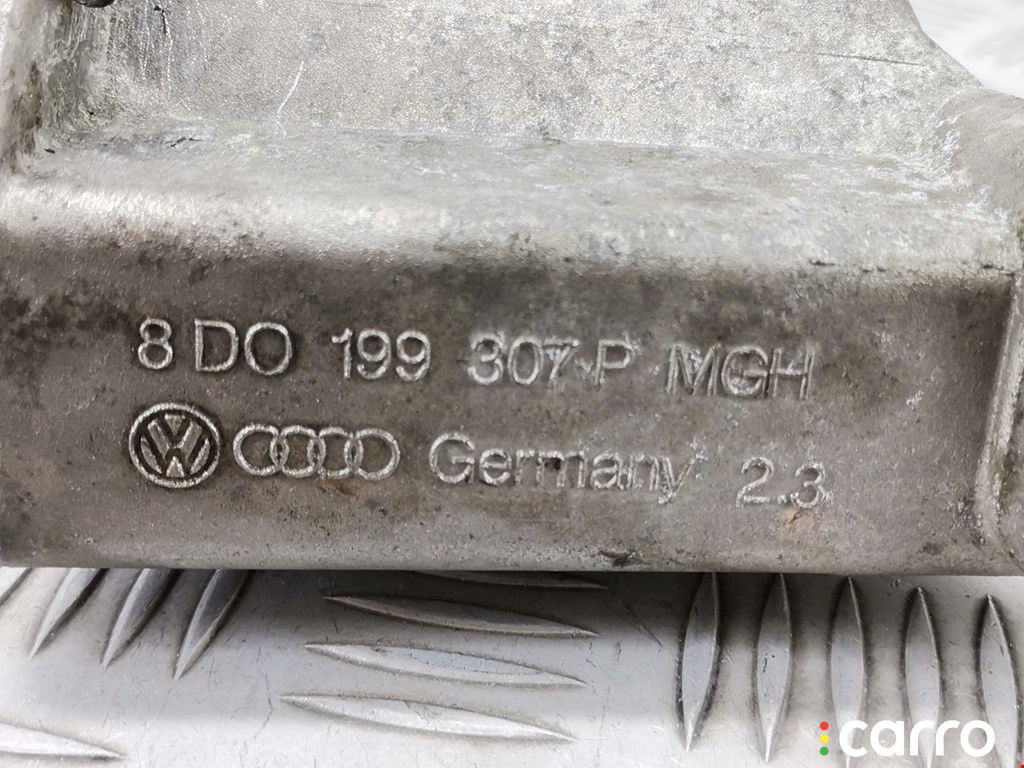 8 DO 199 307 P MGH
Germany 2.3
carro